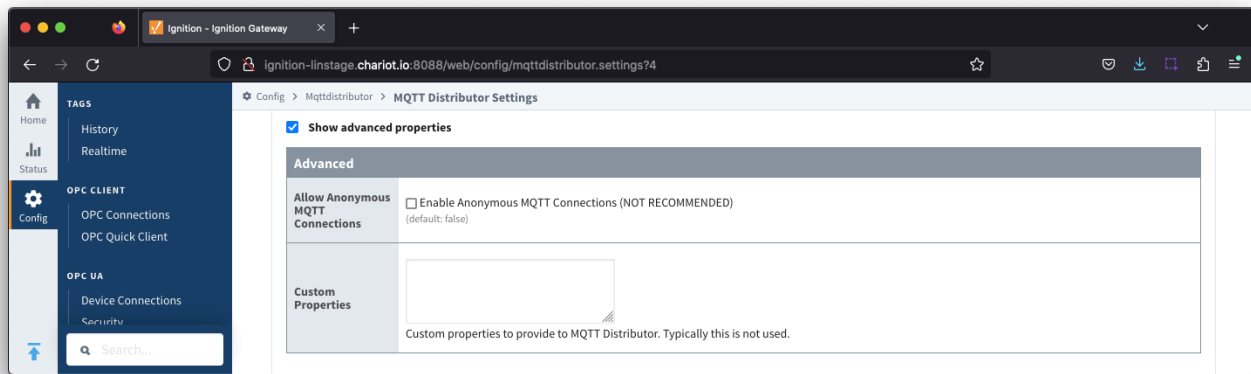 Ignition - Ignition Gateway
ignition-linstage.chariot.io:8088/web/config/mqttdistributor.settings?4
Home
Status
Config
TAGS
History
Realtime
OPC CLIENT
OPC Connections
OPC Quick Client
OPC UA
Device Connections
Security
Search...
Config > Mqttdistributor > MQTT Distributor Settings
Show advanced properties
Advanced
Allow Anonymous
MQTT
Connections
Enable Anonymous MQTT Connections (NOT RECOMMENDED)
(default: false)
Custom
Properties
Custom properties to provide to MQTT Distributor. Typically this is not used.